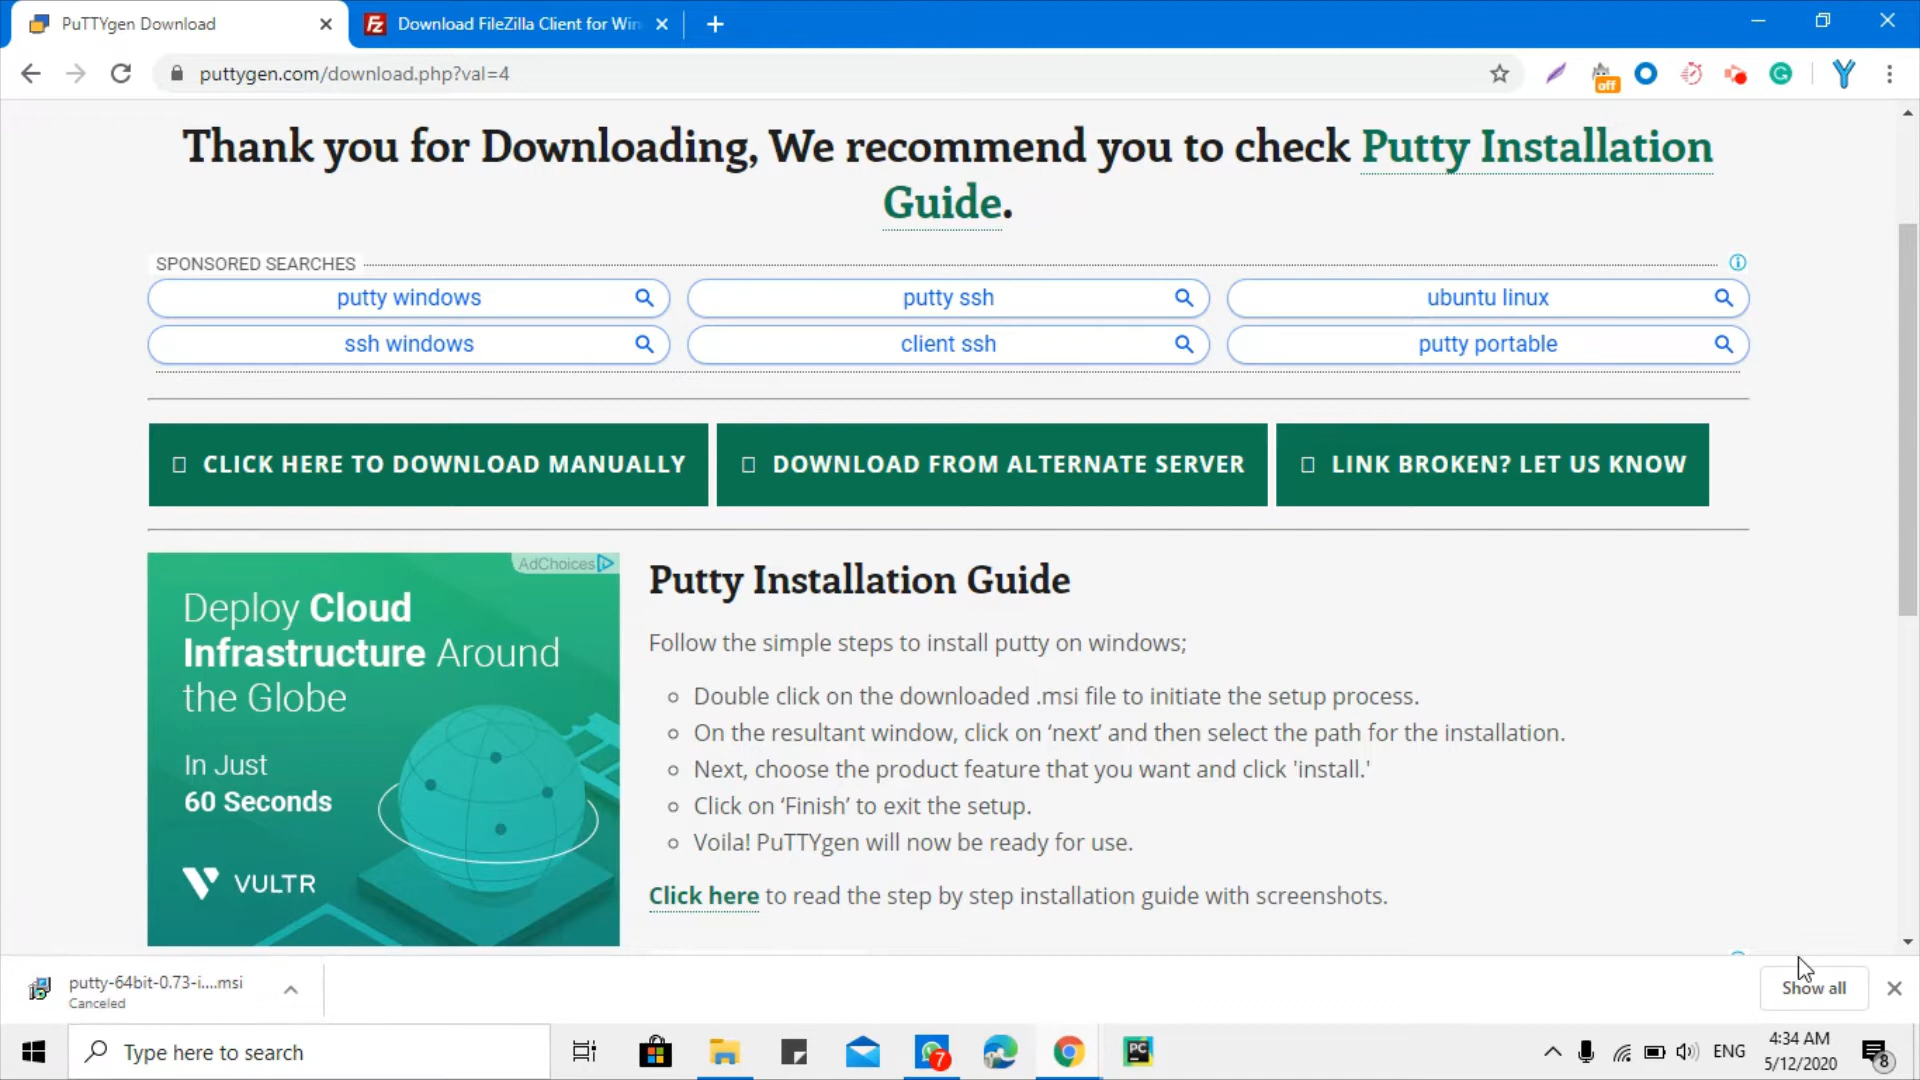 PuTTYgen Download
Download FileZilla Client for Win
puttygen.com/download.php?val=4
off
Thank you for Downloading, We recommend you to check Putty Installation
Guide.
SPONSORED SEARCHES
putty windows
putty ssh
ubuntu linux
ssh windows
client ssh
putty portable
CLICK HERE TO DOWNLOAD MANUALLY
DOWNLOAD FROM ALTERNATE SERVER
LINK BROKEN? LET US KNOW
AdChoices
Deploy Cloud
Infrastructure Around
the Globe
In Just
60 Seconds
VULTR
Putty Installation Guide
Follow the simple steps to install putty on windows;
Double click on the downloaded .msi file to initiate the setup process.
On the resultant window, click on ‘next’ and then select the path for the installation.
Next, choose the product feature that you want and click 'install.'
Click on ‘Finish’ to exit the setup.
Voila! PuTTYgen will now be ready for use.
Click here to read the step by step installation guide with screenshots.
putty-64bit-0.73-i....msi
Canceled
Show all
Type here to search
7
PC
ENG
4:34 AM
5/12/2020
8